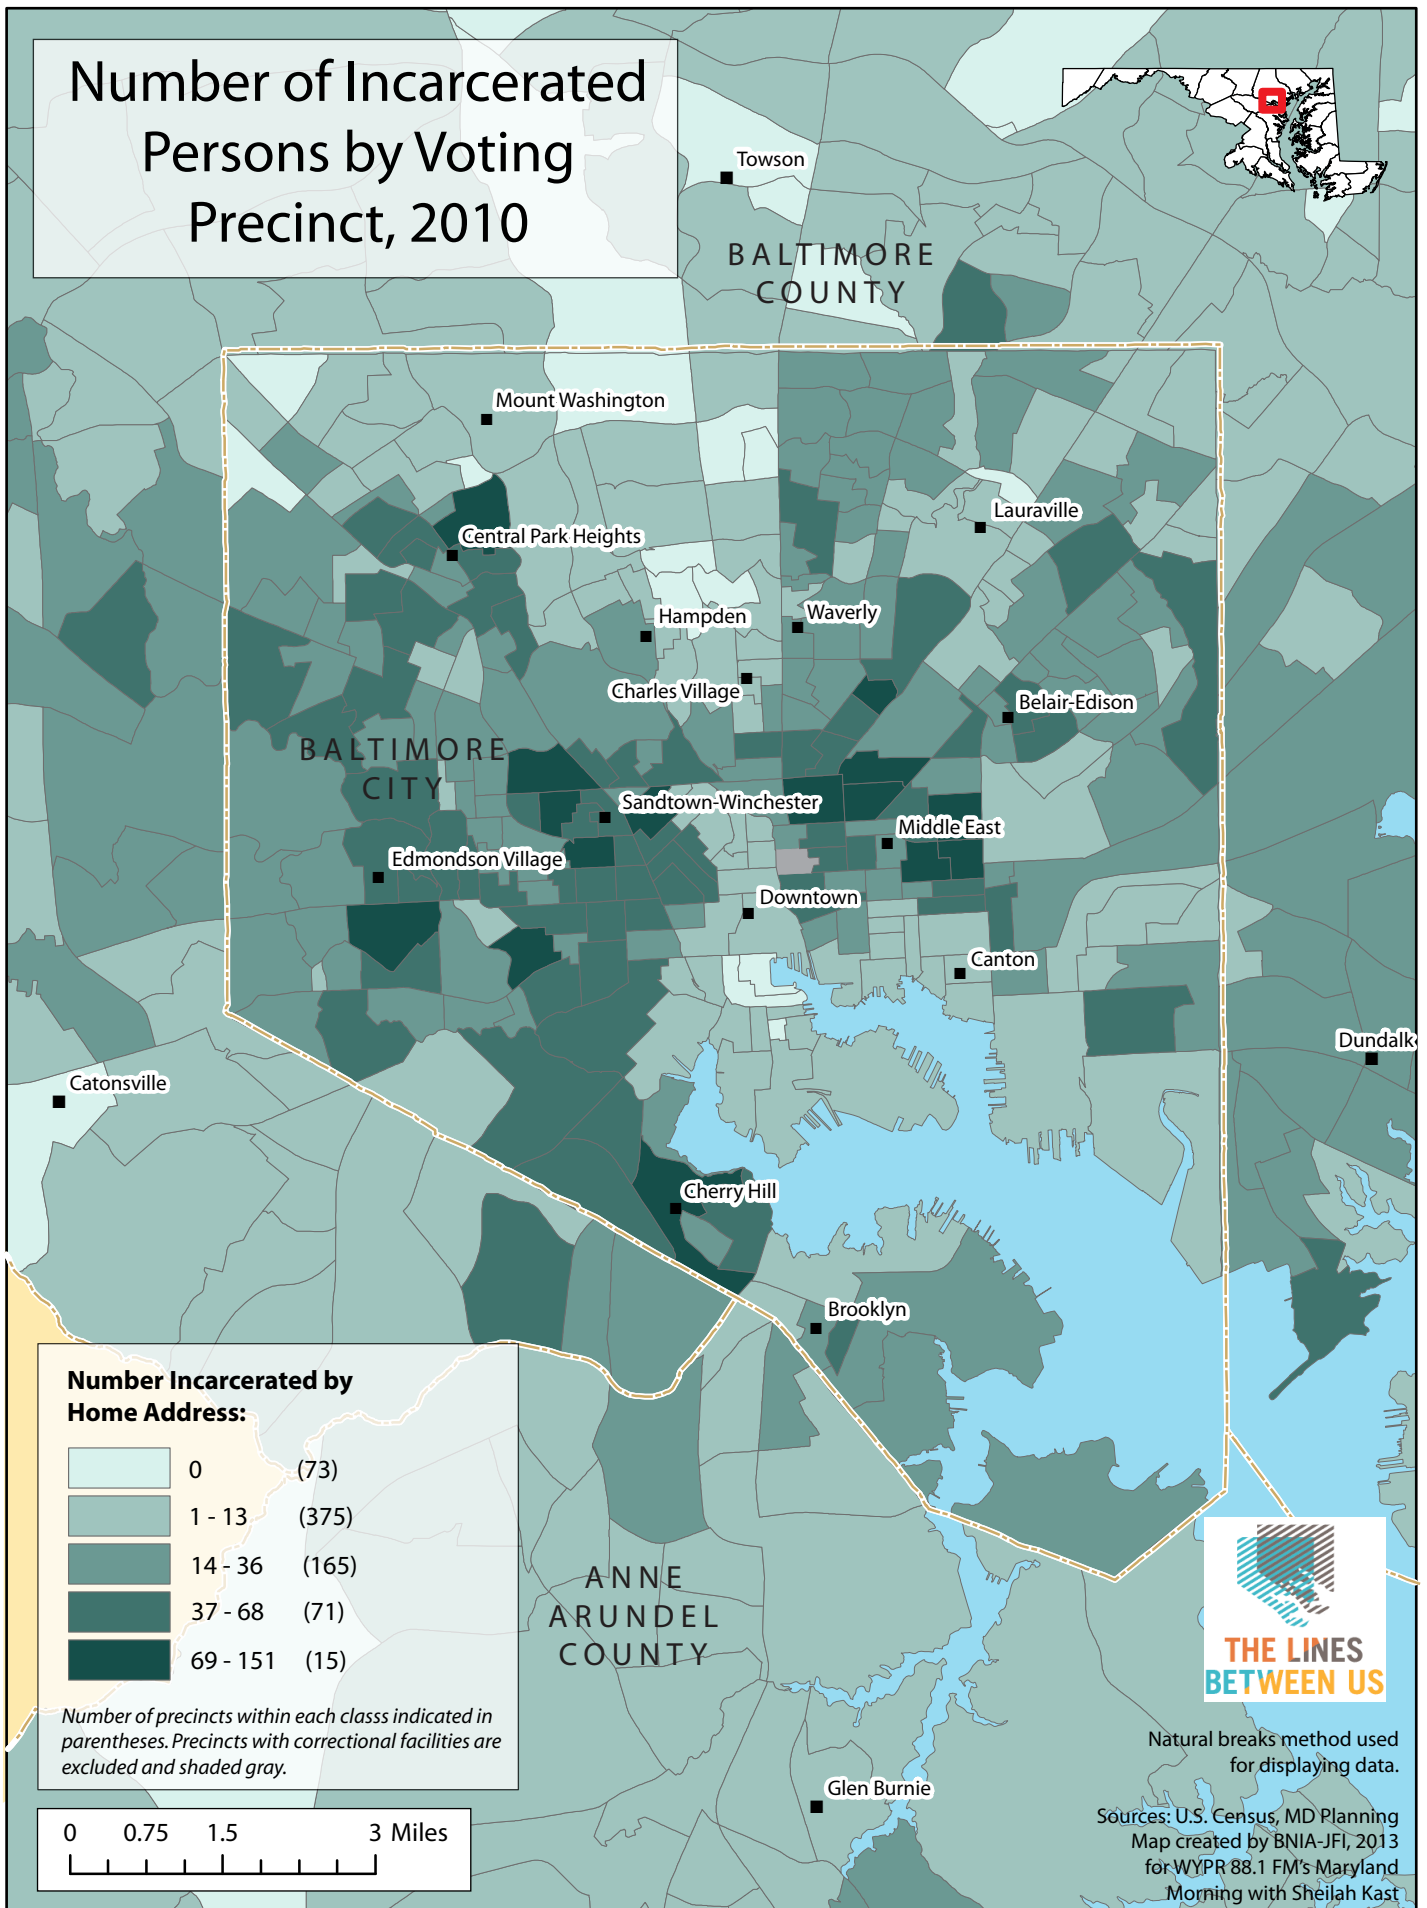 Number of Incarcerated
Persons by Voting
Precinct, 2010
Towson
BALTIMORE
COUNTY
Mount Washington
Lauraville
Central Park Heights
Hampden
Waverly
Charles Village
Belair-Edison
BALTIMORE
CITY
Sandtown-Winchester
Middle East
Edmondson Village
Downtown
Canton
Dundalk
Catonsville
Cherry Hill
Brooklyn
Number Incarcerated by
Home Address:
0 (73)
1 - 13 (375)
14 - 36 (165)
37 - 68 (71)
69 - 151 (15)
Number of precincts within each classs indicated in
parentheses. Precincts with correctional facilities are
excluded and shaded gray.
ANNE
ARUNDEL
COUNTY
THE LINES
BETWEEN US
Natural breaks method used
for displaying data.
Glen Burnie
Sources: U.S. Census, MD Planning
Map created by BNIA-JFI, 2013
for WYPR 88.1 FM's Maryland
Morning with Sheilah Kast
0 0.75 1.5 3 Miles